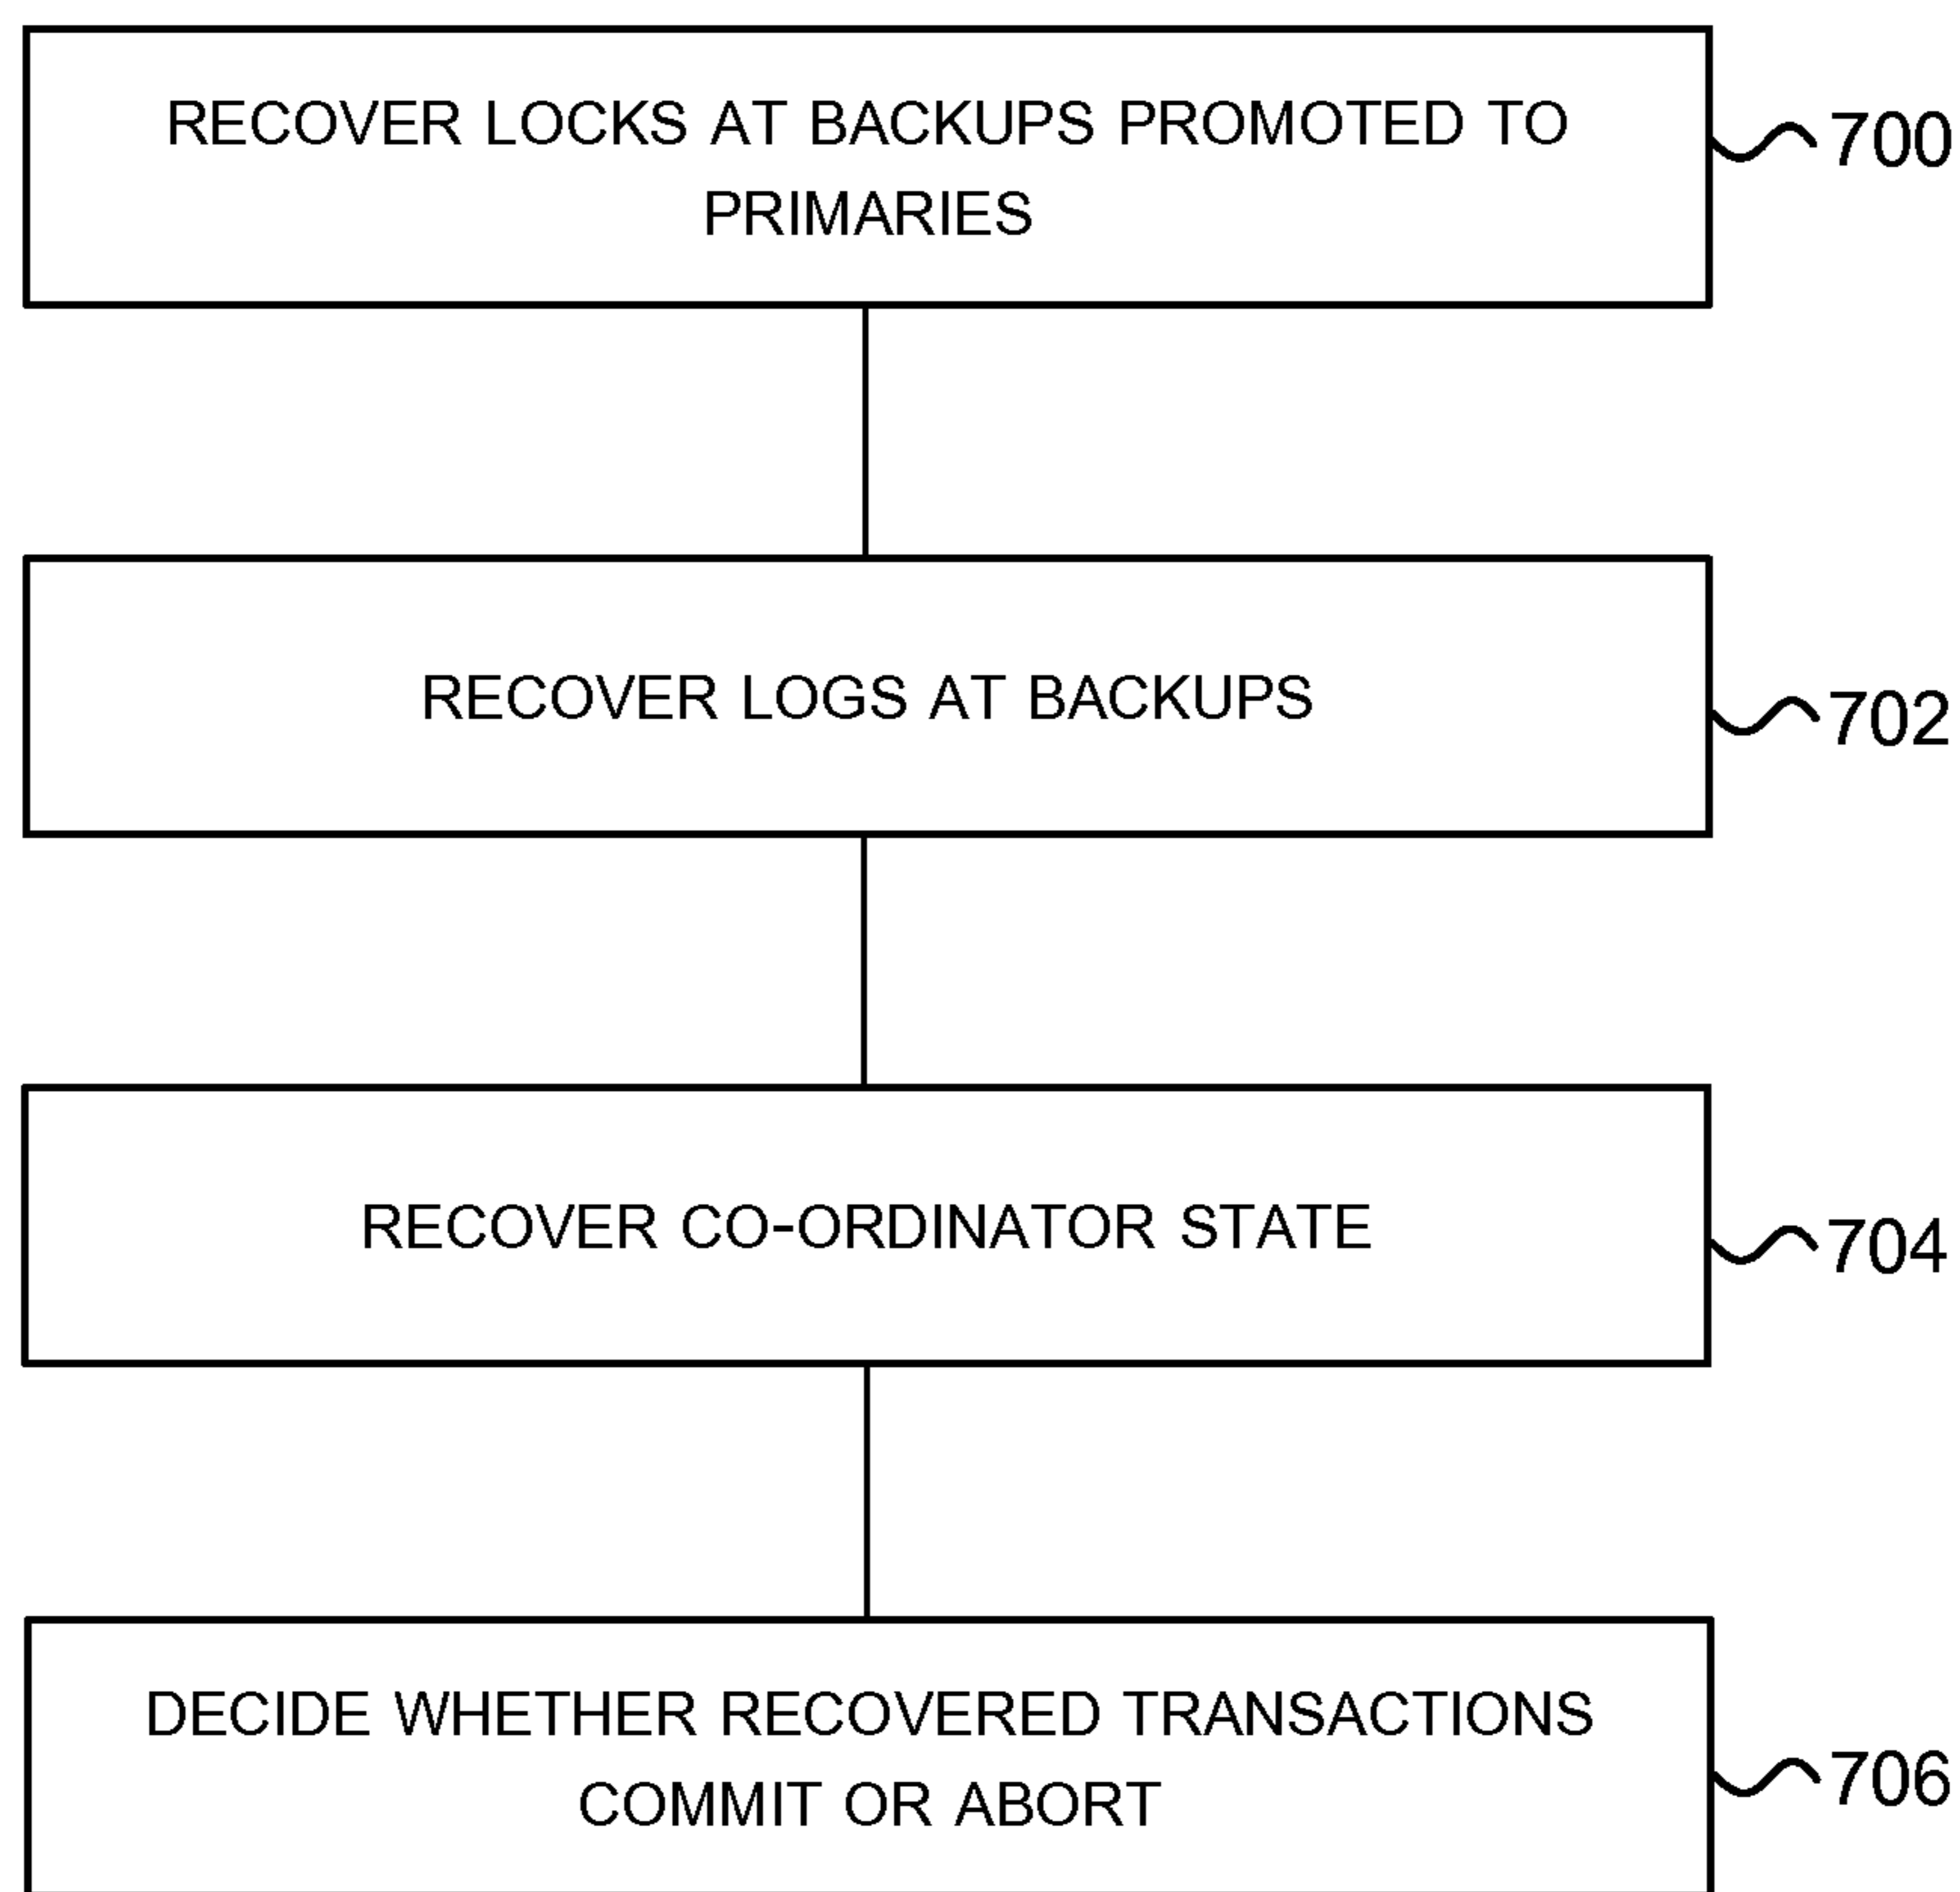 RECOVER LOCKS AT BACKUPS PROMOTED TO
PRIMARIES
700
RECOVER LOGS AT BACKUPS
702
RECOVER CO-ORDINATOR STATE
704
DECIDE WHETHER RECOVERED TRANSACTIONS
COMMIT OR ABORT
706